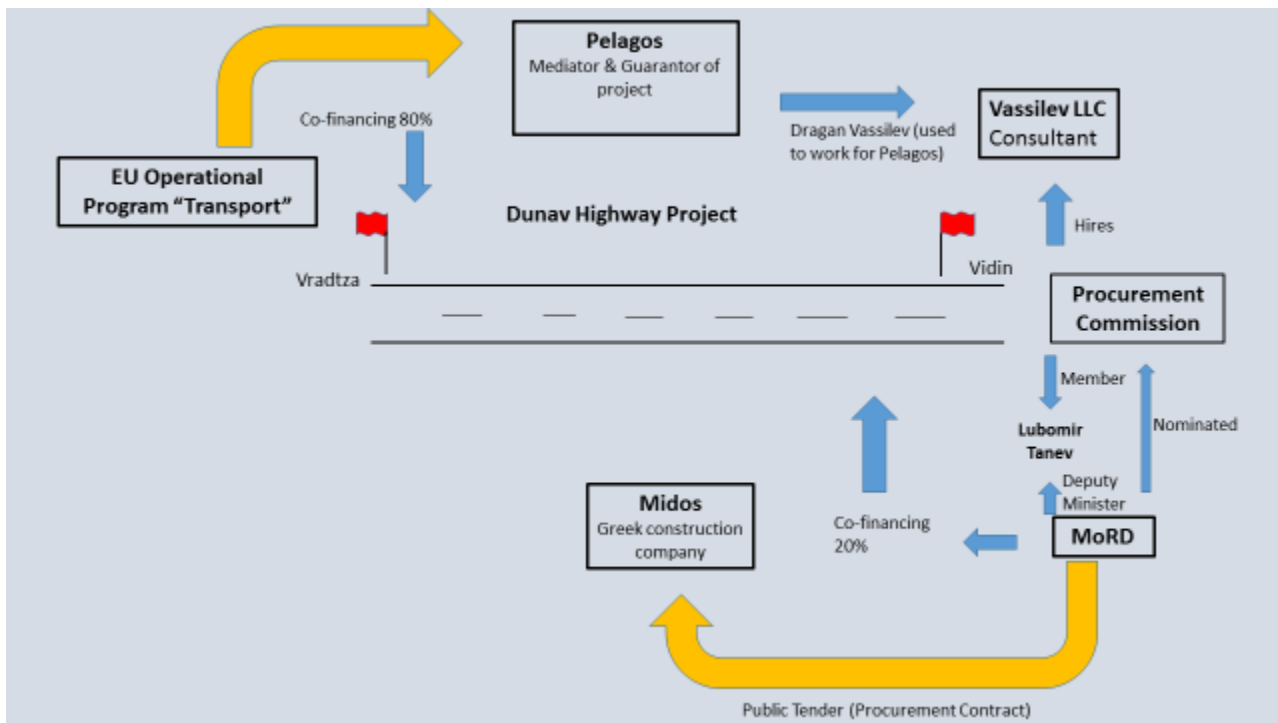 Pelagos
Mediator & Guarantor of
project
Co-financing 80%
Dragan Vassilev (used
to work for Pelagos)
Vassilev LLC
Consultant
EU Operational
Program “Transport”
Dunav Highway Project
Hires
Vradtza
Vidin
Procurement
Commission
Member
Nominated
Lubomir
Tanev
Deputy
Minister
Midos
Greek construction
company
Co-financing
20%
MoRD
Public Tender (Procurement Contract)